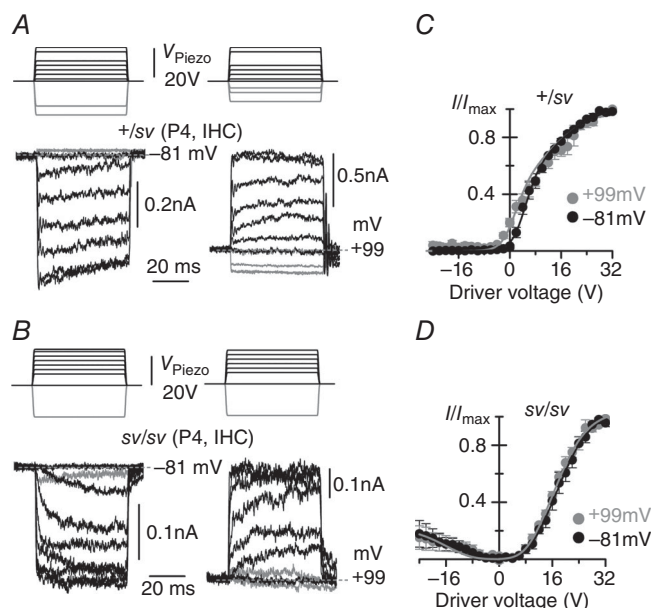 A
V_Piezo
20V
+/sv (P4, IHC)
−81 mV
0.2nA
0.5nA
mV
+99
20 ms
B
V_Piezo
20V
sv/sv (P4, IHC)
−81 mV
0.1nA
0.1nA
mV
+99
20 ms
C
I/I_max
+/sv
0.8
0.4
+99mV
−81mV
−16 0 16 32
Driver voltage (V)
D
I/I_max
sv/sv
0.8
0.4
+99mV
−81mV
−16 0 16 32
Driver voltage (V)